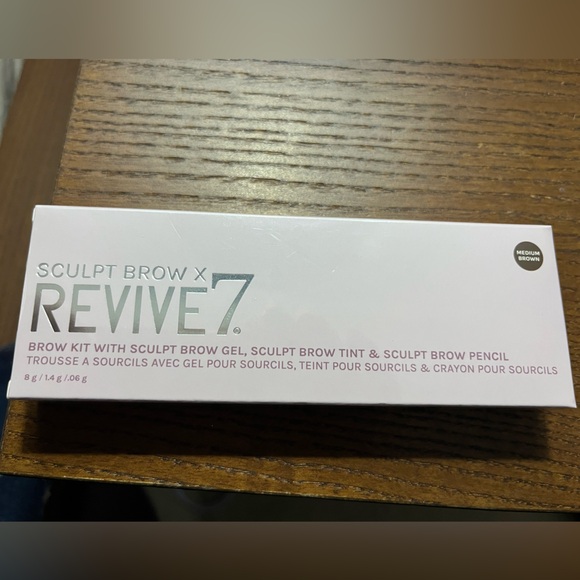 MEDIUM
BROWN
SCULPT BROW X
REVIVE7
BROW KIT WITH SCULPT BROW GEL, SCULPT BROW TINT & SCULPT BROW PENCIL
TROUSSE A SOURCILS AVEC GEL POUR SOURCILS, TEINT POUR SOURCILS & CRAYON POUR SOURCILS
8 g / 1.4 g /.06 g